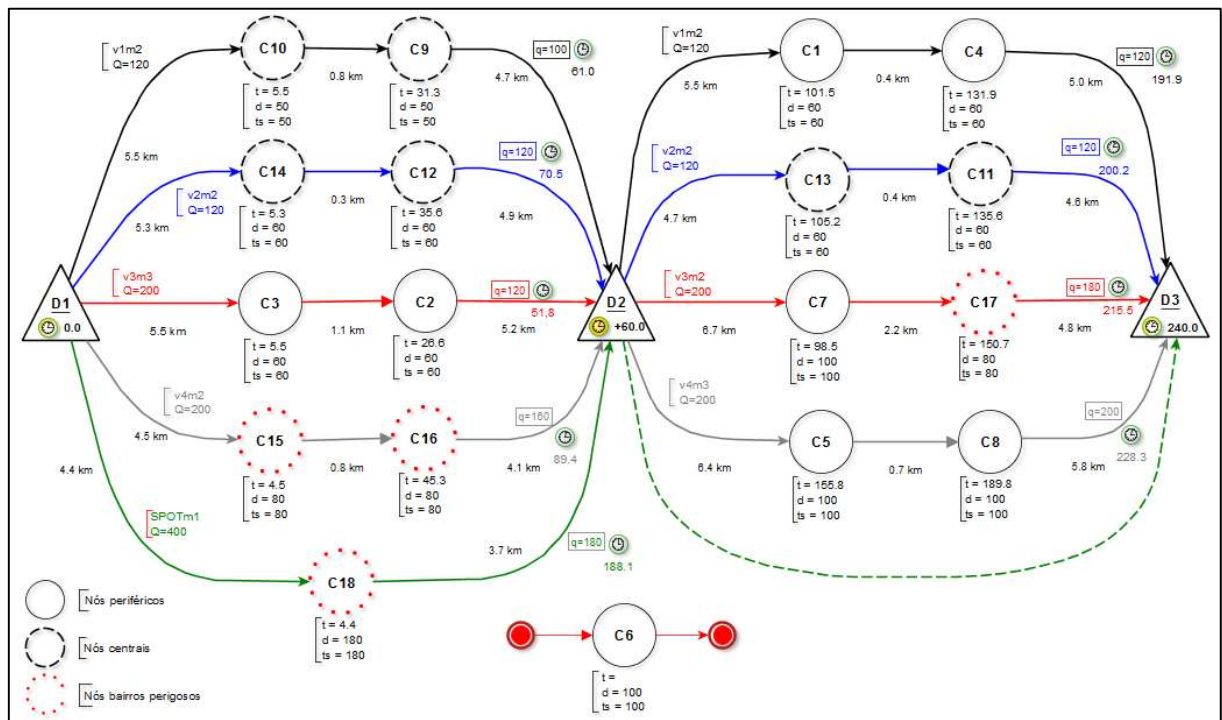 v1m2
Q=120
C10
0.8 km
C9
4.7 km
q=100
61.0
5.5 km
t = 5.5
d = 50
ts = 50
t = 31.3
d = 50
ts = 50
v2m2
Q=120
5.3 km
C14
0.3 km
C12
4.9 km
q=120
70.5
t = 5.3
d = 60
ts = 60
t = 35.6
d = 60
ts = 60
D1
0.0
v3m3
Q=200
5.5 km
C3
1.1 km
C2
5.2 km
q=120
51,8
t = 5.5
d = 60
ts = 60
t = 26.6
d = 60
ts = 60
D2
+60.0
v4m2
Q=200
4.5 km
C15
0.8 km
C16
4.1 km
q=160
89.4
t = 4.5
d = 80
ts = 80
t = 45.3
d = 80
ts = 80
4.4 km
SPOTm1
Q=400
C18
3.7 km
q=180
188.1
t = 4.4
d = 180
ts = 180
v1m2
Q=120
5.5 km
C1
0.4 km
C4
5.0 km
q=120
191.9
t = 101.5
d = 60
ts = 60
t = 131.9
d = 60
ts = 60
v2m2
Q=120
4.7 km
C13
0.4 km
C11
4.6 km
q=120
200.2
t = 105.2
d = 60
ts = 60
t = 135.6
d = 60
ts = 60
v3m2
Q=200
6.7 km
C7
2.2 km
C17
4.8 km
q=180
215.5
t = 98.5
d = 100
ts = 100
t = 150.7
d = 80
ts = 80
D3
240.0
v4m3
Q=200
6.4 km
C5
0.7 km
C8
5.8 km
q=200
228.3
t = 155.8
d = 100
ts = 100
t = 189.8
d = 100
ts = 100
C6
t =
d = 100
ts = 100
Nós periféricos
Nós centrais
Nós bairros perigosos